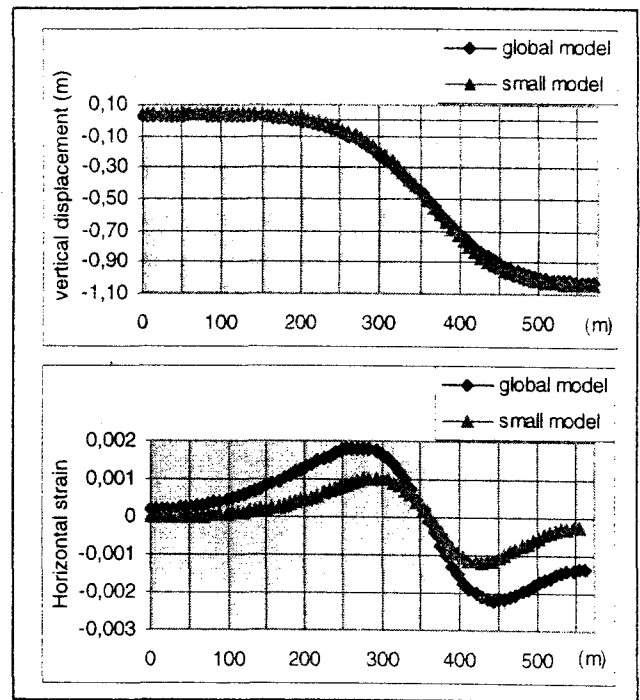 global model
small model
vertical displacement (m)
0,10
-0,10
-0,30
-0,50
-0,70
-0,90
-1,10
0 100 200 300 400 500 (m)
global model
small model
Horizontal strain
0,002
0,001
0
-0,001
-0,002
-0,003
0 100 200 300 400 500 (m)